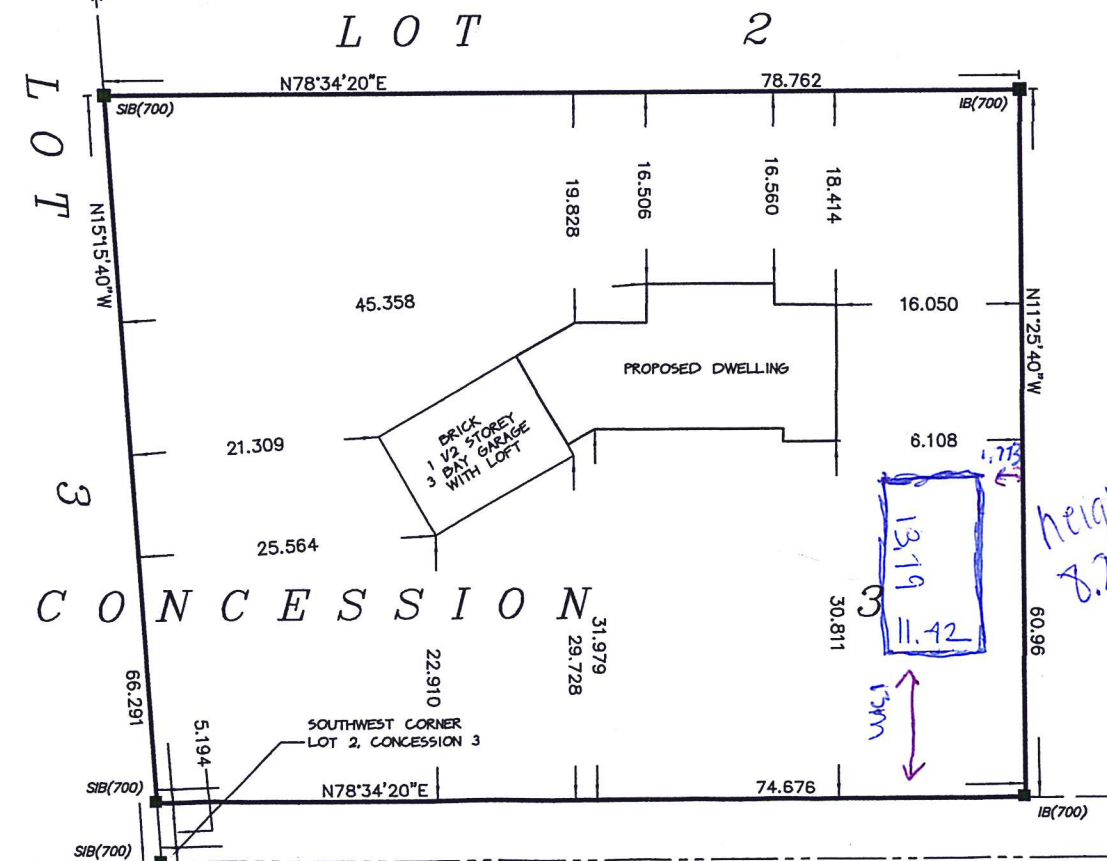 LOT 2
N78°34'20"E
78.762
SIB(700)
IB(700)
LOT
3
N15°15'40"W
19.828
16.506
16.560
18.414
45.358
16.050
N11°25'40"W
PROPOSED DWELLING
BRICK
1 1/2 STOREY
3 BAY GARAGE
WITH LOFT
21.309
6.108
1.773
25.564
13.19
11.42
CONCESSION 3
31.979
29.728
30.811
22.910
60.96
66.291
5.194
SOUTHWEST CORNER
LOT 2, CONCESSION 3
13m
SIB(700)
N78°34'20"E
74.676
IB(700)
SIB(700)